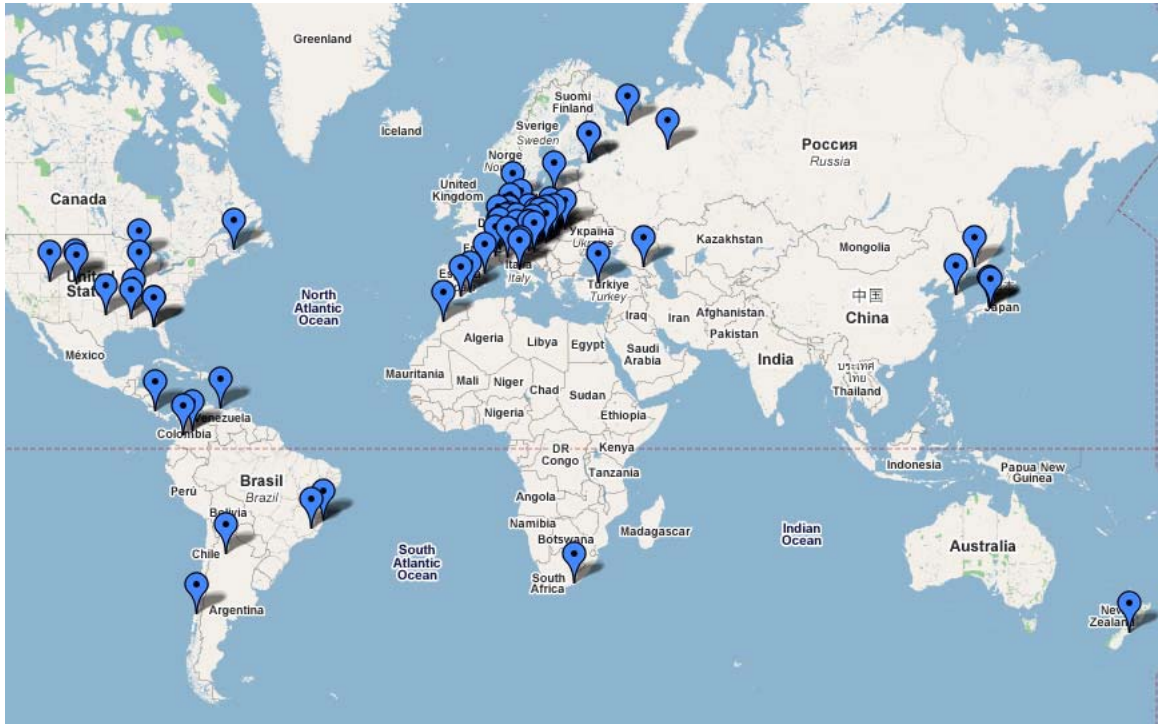 Greenland
Iceland
Suomi
Finland
Sverige
Sweden
Norge
United
Kingdom
Россия
Russia
Canada
Україна
Kazakhstan
Mongolia
United
Stat
Italia
Italy
Türkiye
Turkey
中国
China
Japan
North
Atlantic
Ocean
Iraq
Iran
Afghanistan
Pakistan
Algeria
Libya
Egypt
Saudi
Arabia
India
México
Mauritania
Mali
Niger
Chad
Sudan
ประเทศ
ไทย
Thailand
Nigeria
Ethiopia
Venezuela
Colombia
DR
Congo
Kenya
Tanzania
Indonesia
Papua New
Guinea
Perú
Brasil
Brazil
Angola
Bolivia
Namibia
Botswana
Madagascar
Indian
Ocean
Australia
Chile
South
Atlantic
Ocean
South
Africa
Argentina
New
Zealand